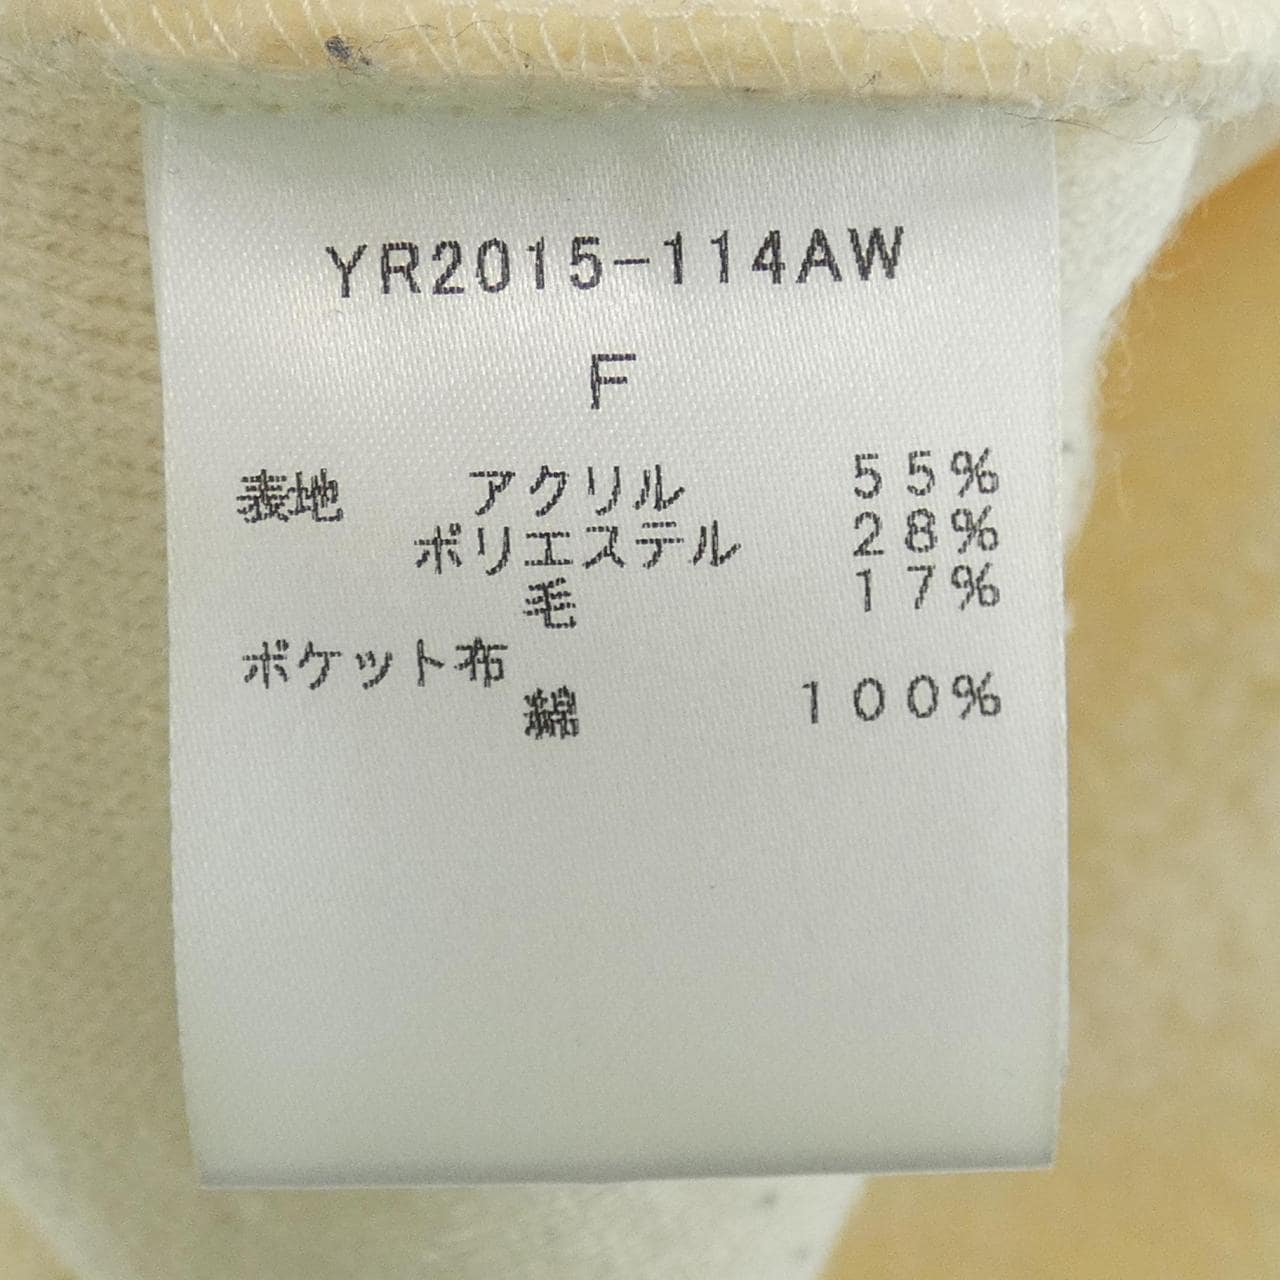 YR2015-114AW
F
表地 アクリル 55%
ポリエステル 28%
毛 17%
ポケット布
綿 100%